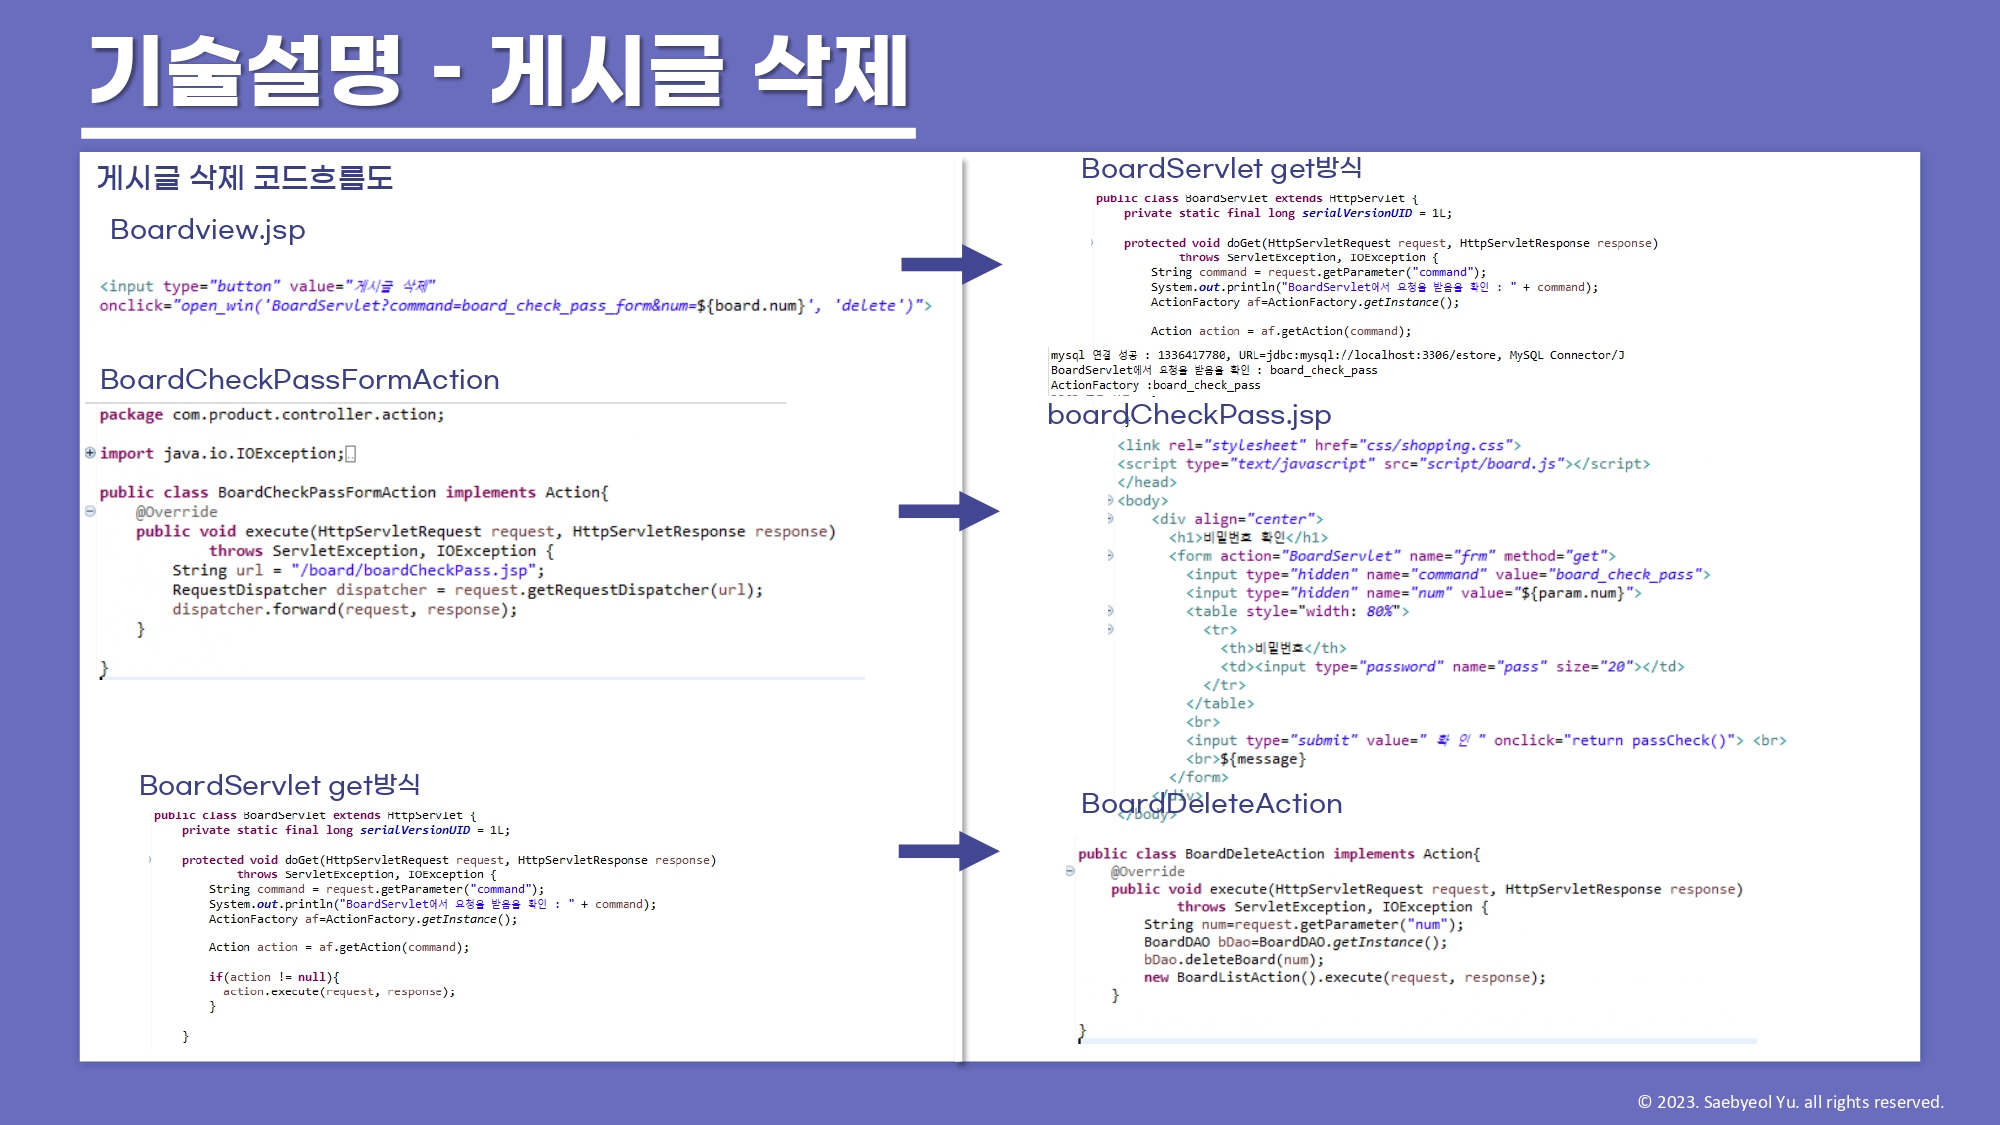 기술설명 - 게시글 삭제
게시글 삭제 코드흐름도
Boardview.jsp
<input type="button" value="게시글 삭제"
onclick="open_win('BoardServlet?command=board_check_pass_form&num=${board.num}', 'delete')">
BoardServlet get방식
public class BoardServlet extends HttpServlet {
private static final long serialVersionUID = 1L;
protected void doGet(HttpServletRequest request, HttpServletResponse response)
throws ServletException, IOException {
String command = request.getParameter("command");
System.out.println("BoardServlet에서 요청을 받음을 확인 : " + command);
ActionFactory af=ActionFactory.getInstance();
Action action = af.getAction(command);
mysql 연결 성공 : 1336417780, URL=jdbc:mysql://localhost:3306/estore, MySQL Connector/J
BoardServlet에서 요청을 받음을 확인 : board_check_pass
ActionFactory :board_check_pass
BoardCheckPassFormAction
package com.product.controller.action;
import java.io.IOException;
public class BoardCheckPassFormAction implements Action{
@Override
public void execute(HttpServletRequest request, HttpServletResponse response)
throws ServletException, IOException {
String url = "/board/boardCheckPass.jsp";
RequestDispatcher dispatcher = request.getRequestDispatcher(url);
dispatcher.forward(request, response);
}
}
boardCheckPass.jsp
<link rel="stylesheet" href="css/shopping.css">
<script type="text/javascript" src="script/board.js"></script>
</head>
<body>
<div align="center">
<h1>비밀번호 확인</h1>
<form action="BoardServlet" name="frm" method="get">
<input type="hidden" name="command" value="board_check_pass">
<input type="hidden" name="num" value="${param.num}">
<table style="width: 80%">
<tr>
<th>비밀번호</th>
<td><input type="password" name="pass" size="20"></td>
</tr>
</table>
<br>
<input type="submit" value=" 확 인 " onclick="return passCheck()"> <br>
<br>${message}
</form>
</div>
</body>
BoardServlet get방식
public class BoardServlet extends HttpServlet {
private static final long serialVersionUID = 1L;
protected void doGet(HttpServletRequest request, HttpServletResponse response)
throws ServletException, IOException {
String command = request.getParameter("command");
System.out.println("BoardServlet에서 요청을 받음을 확인 : " + command);
ActionFactory af=ActionFactory.getInstance();
Action action = af.getAction(command);
if(action != null){
action.execute(request, response);
}
}
BoardDeleteAction
public class BoardDeleteAction implements Action{
@Override
public void execute(HttpServletRequest request, HttpServletResponse response)
throws ServletException, IOException {
String num=request.getParameter("num");
BoardDAO bDao=BoardDAO.getInstance();
bDao.deleteBoard(num);
new BoardListAction().execute(request, response);
}
}
© 2023. Saebyeol Yu. all rights reserved.